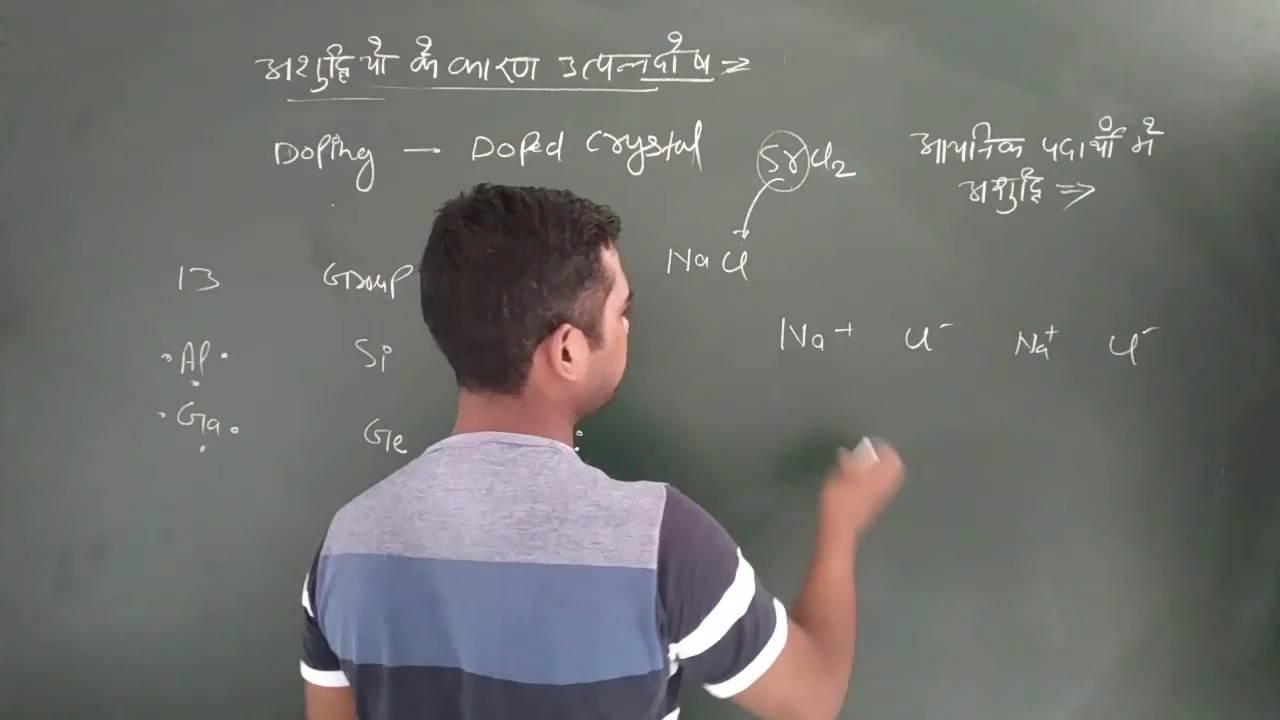 अशुद्धियों के कारण उत्पन्न दोष ⇒
Doping — Doped Crystal
SrCl2
आयनिक पदार्थों में
अशुद्धि ⇒
NaCl
13 Group
Na+ Cl- Na+ Cl-
Al Si
Ga Ge